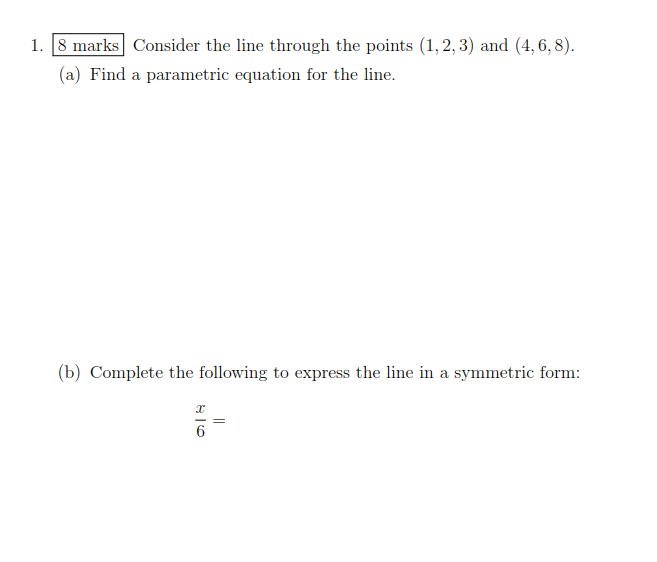 1. 8 marks Consider the line through the points (1, 2, 3) and (4, 6, 8).
(a) Find a parametric equation for the line.
(b) Complete the following to express the line in a symmetric form:
x/6 =